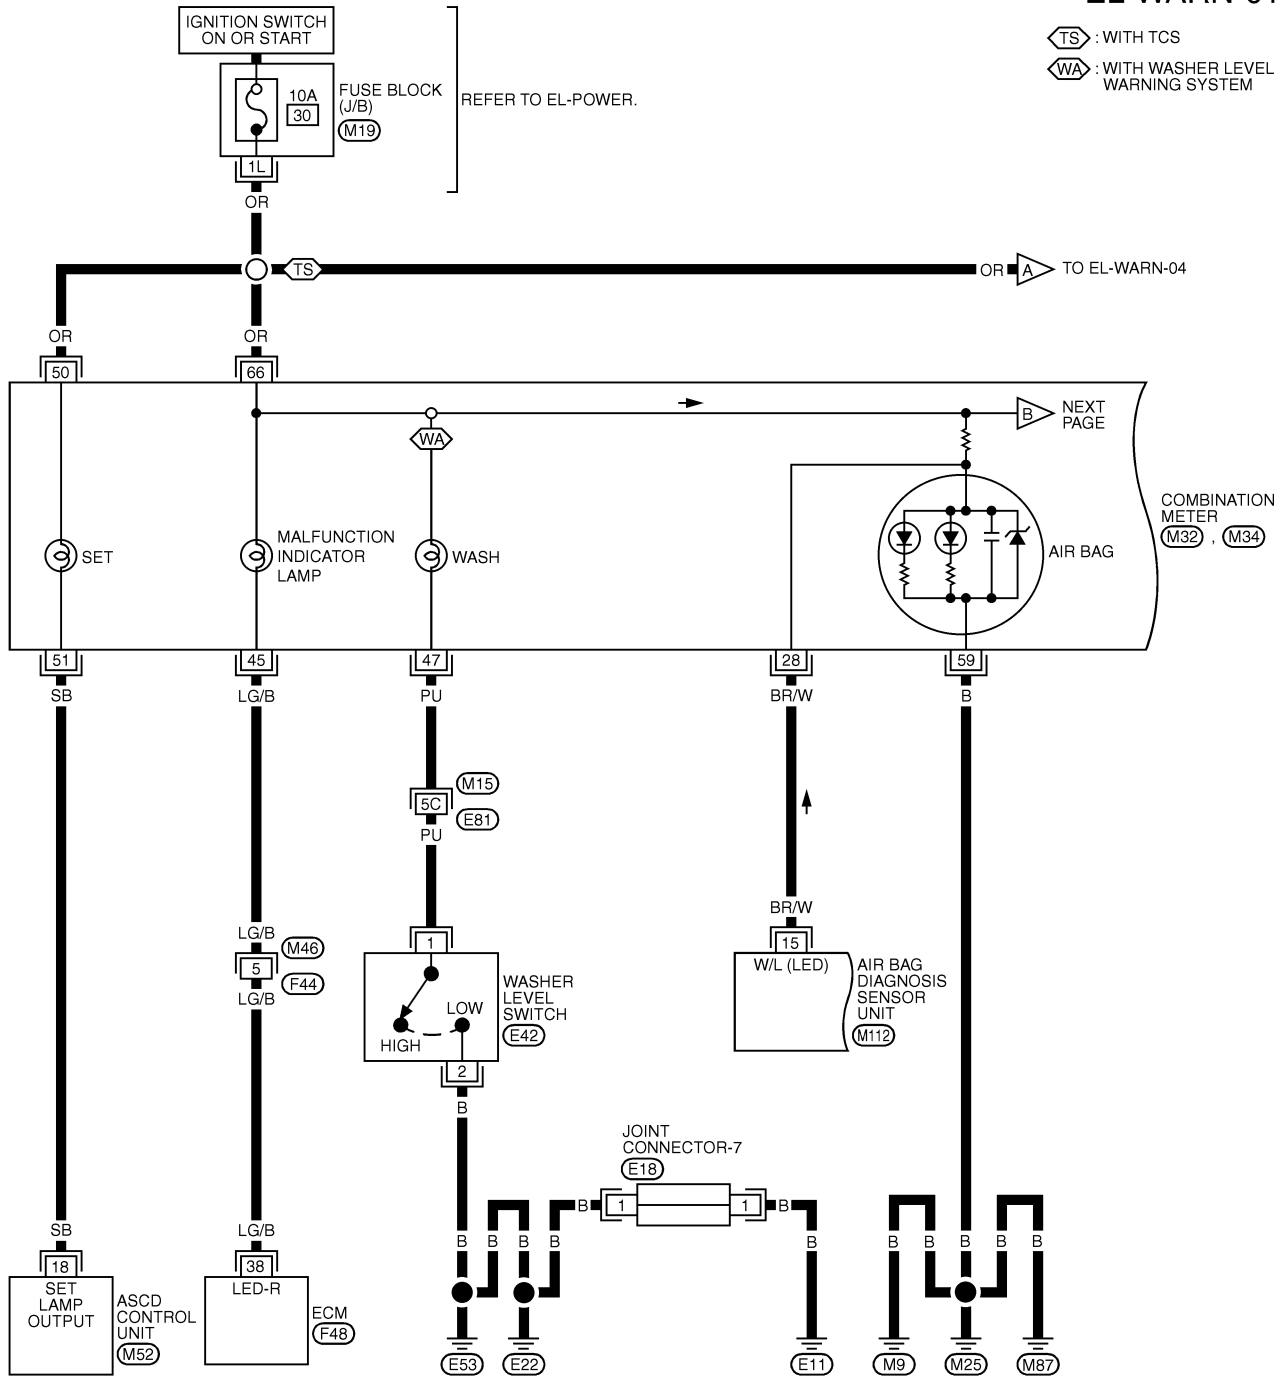 IGNITION SWITCH
ON OR START
FUSE BLOCK
(J/B)
M19
10A
30
REFER TO EL-POWER.
TS : WITH TCS
WA : WITH WASHER LEVEL
WARNING SYSTEM
1L
OR
TS
OR
A
TO EL-WARN-04
OR
OR
50
66
WA
B
NEXT
PAGE
SET
MALFUNCTION
INDICATOR
LAMP
WASH
AIR BAG
COMBINATION
METER
M32 , M34
51
45
47
28
59
SB
LG/B
PU
BR/W
B
M15
5C
E81
PU
BR/W
LG/B
M46
5
F44
LG/B
1
15
W/L (LED)
WASHER
LEVEL
SWITCH
E42
LOW
HIGH
AIR BAG
DIAGNOSIS
SENSOR
UNIT
M112
2
B
JOINT
CONNECTOR-7
E18
B
1
1
B
SB
LG/B
B
B
B
B
B
B
B
B
B
B
18
38
SET
LAMP
OUTPUT
ASCD
CONTROL
UNIT
M52
LED-R
ECM
F48
E53
E22
E11
M9
M25
M87